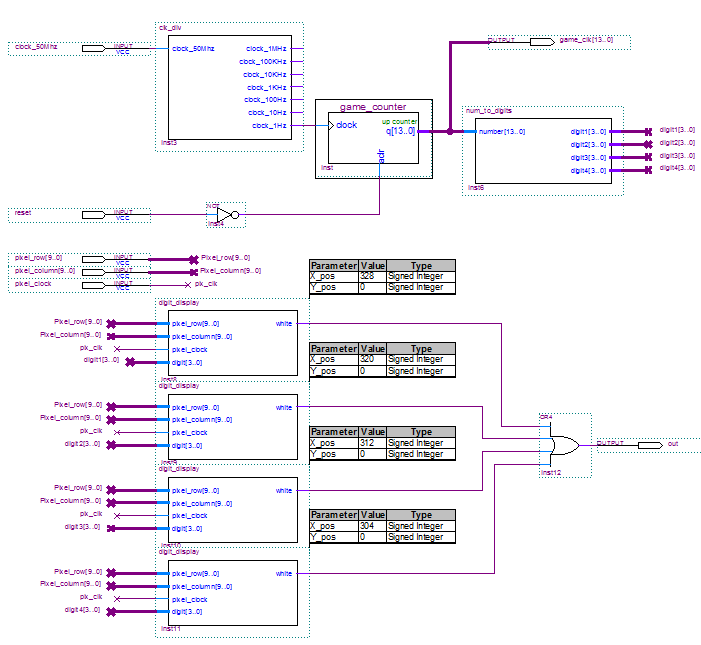 clk_div
clock_50Mhz INPUT VCC
clock_50Mhz
clock_1MHz
clock_100KHz
clock_10KHz
clock_1KHz
clock_100Hz
clock_10Hz
clock_1Hz
inst3
game_counter
up counter
clock
q[13..0]
aclr
inst
OUTPUT game_clk[13..0]
num_to_digits
number[13..0]
digit1[3..0]
digit2[3..0]
digit3[3..0]
digit4[3..0]
inst6
digit1[3..0]
digit2[3..0]
digit3[3..0]
digit4[3..0]
reset INPUT VCC
NOT
inst4
pixel_row[9..0] INPUT VCC Pixel_row[9..0]
pixel_column[9..0] INPUT VCC Pixel_column[9..0]
pixel_clock INPUT VCC pix_clk
Parameter Value Type
X_pos 328 Signed Integer
Y_pos 0 Signed Integer
digit_display
Pixel_row[9..0] pixel_row[9..0] white
Pixel_column[9..0] pixel_column[9..0]
pix_clk pixel_clock
digit1[3..0] digit[3..0]
inst8
Parameter Value Type
X_pos 320 Signed Integer
Y_pos 0 Signed Integer
digit_display
Pixel_row[9..0] pixel_row[9..0] white
Pixel_column[9..0] pixel_column[9..0]
pix_clk pixel_clock
digit2[3..0] digit[3..0]
inst9
Parameter Value Type
X_pos 312 Signed Integer
Y_pos 0 Signed Integer
digit_display
Pixel_row[9..0] pixel_row[9..0] white
Pixel_column[9..0] pixel_column[9..0]
pix_clk pixel_clock
digit3[3..0] digit[3..0]
inst10
Parameter Value Type
X_pos 304 Signed Integer
Y_pos 0 Signed Integer
digit_display
Pixel_row[9..0] pixel_row[9..0] white
Pixel_column[9..0] pixel_column[9..0]
pix_clk pixel_clock
digit4[3..0] digit[3..0]
inst11
OR4
inst12
OUTPUT out